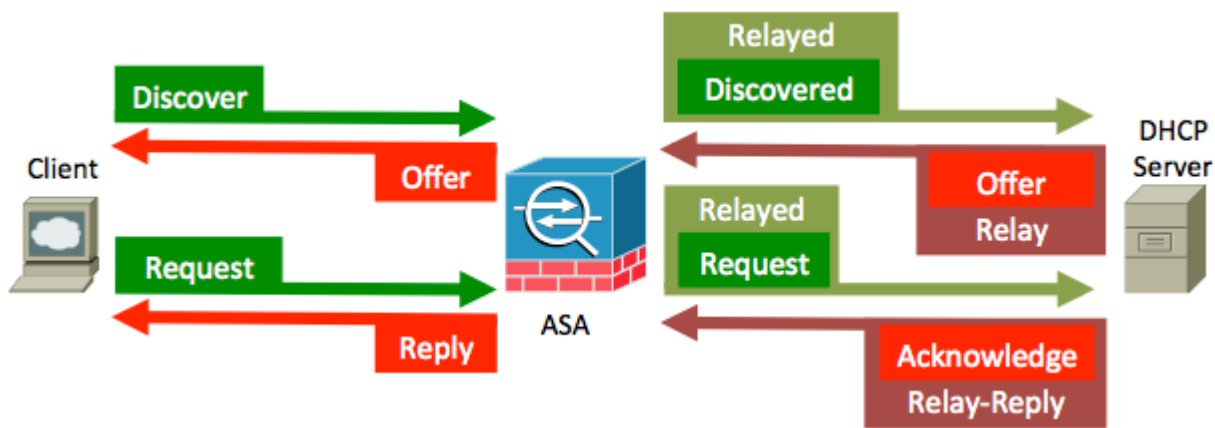 Client
Discover
Offer
Request
Reply
ASA
Relayed
Discovered
Offer
Relay
Relayed
Request
Acknowledge
Relay-Reply
DHCP
Server